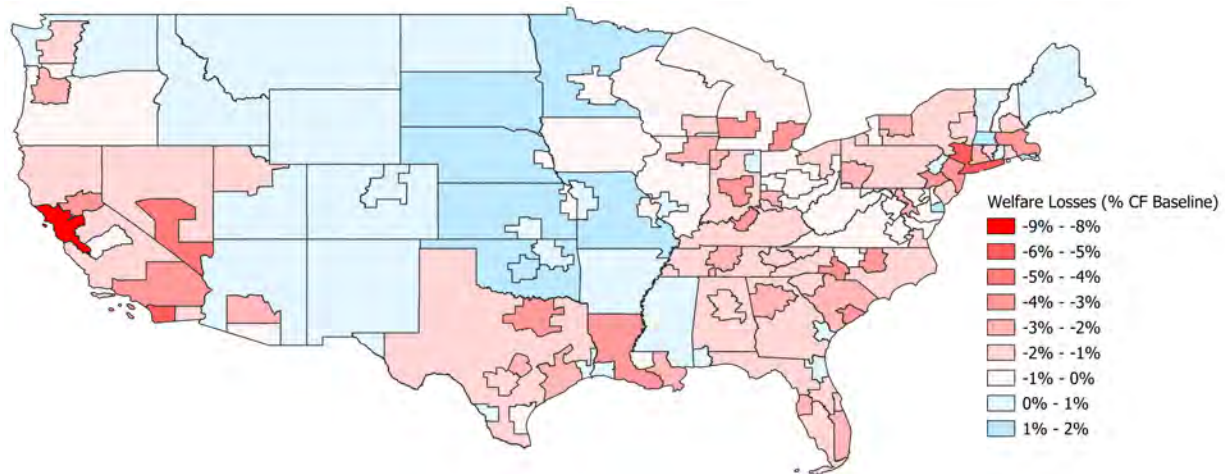 Welfare Losses (% CF Baseline)
-9% - -8%
-6% - -5%
-5% - -4%
-4% - -3%
-3% - -2%
-2% - -1%
-1% - 0%
0% - 1%
1% - 2%